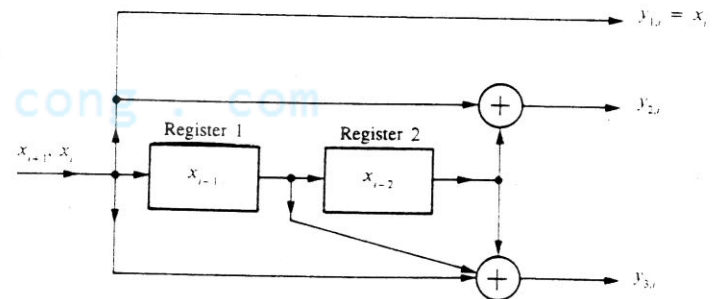 y₁,ᵢ = xᵢ
cong . com
y₂,ᵢ
Register 1 Register 2
xᵢ₊₁, xᵢ
xᵢ₋₁ xᵢ₋₂
+
+
y₃,ᵢ